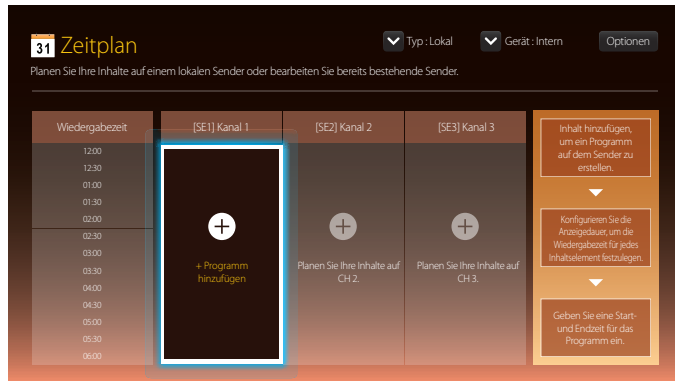 31 Zeitplan
Typ : Lokal
Gerät : Intern
Optionen
Planen Sie Ihre Inhalte auf einem lokalen Sender oder bearbeiten Sie bereits bestehende Sender.
Wiedergabezeit
[SE1] Kanal 1
[SE2] Kanal 2
[SE3] Kanal 3
12:00
12:30
01:00
01:30
02:00
02:30
03:00
03:30
04:00
04:30
05:00
05:30
06:00
+ Programm
hinzufügen
Planen Sie Ihre Inhalte auf
CH 2.
Planen Sie Ihre Inhalte auf
CH 3.
Inhalt hinzufügen,
um ein Programm
auf dem Sender zu
erstellen.
Konfigurieren Sie die
Anzeigedauer, um die
Wiedergabezeit für jedes
Inhaltselement festzulegen.
Geben Sie eine Start-
und Endzeit für das
Programm ein.